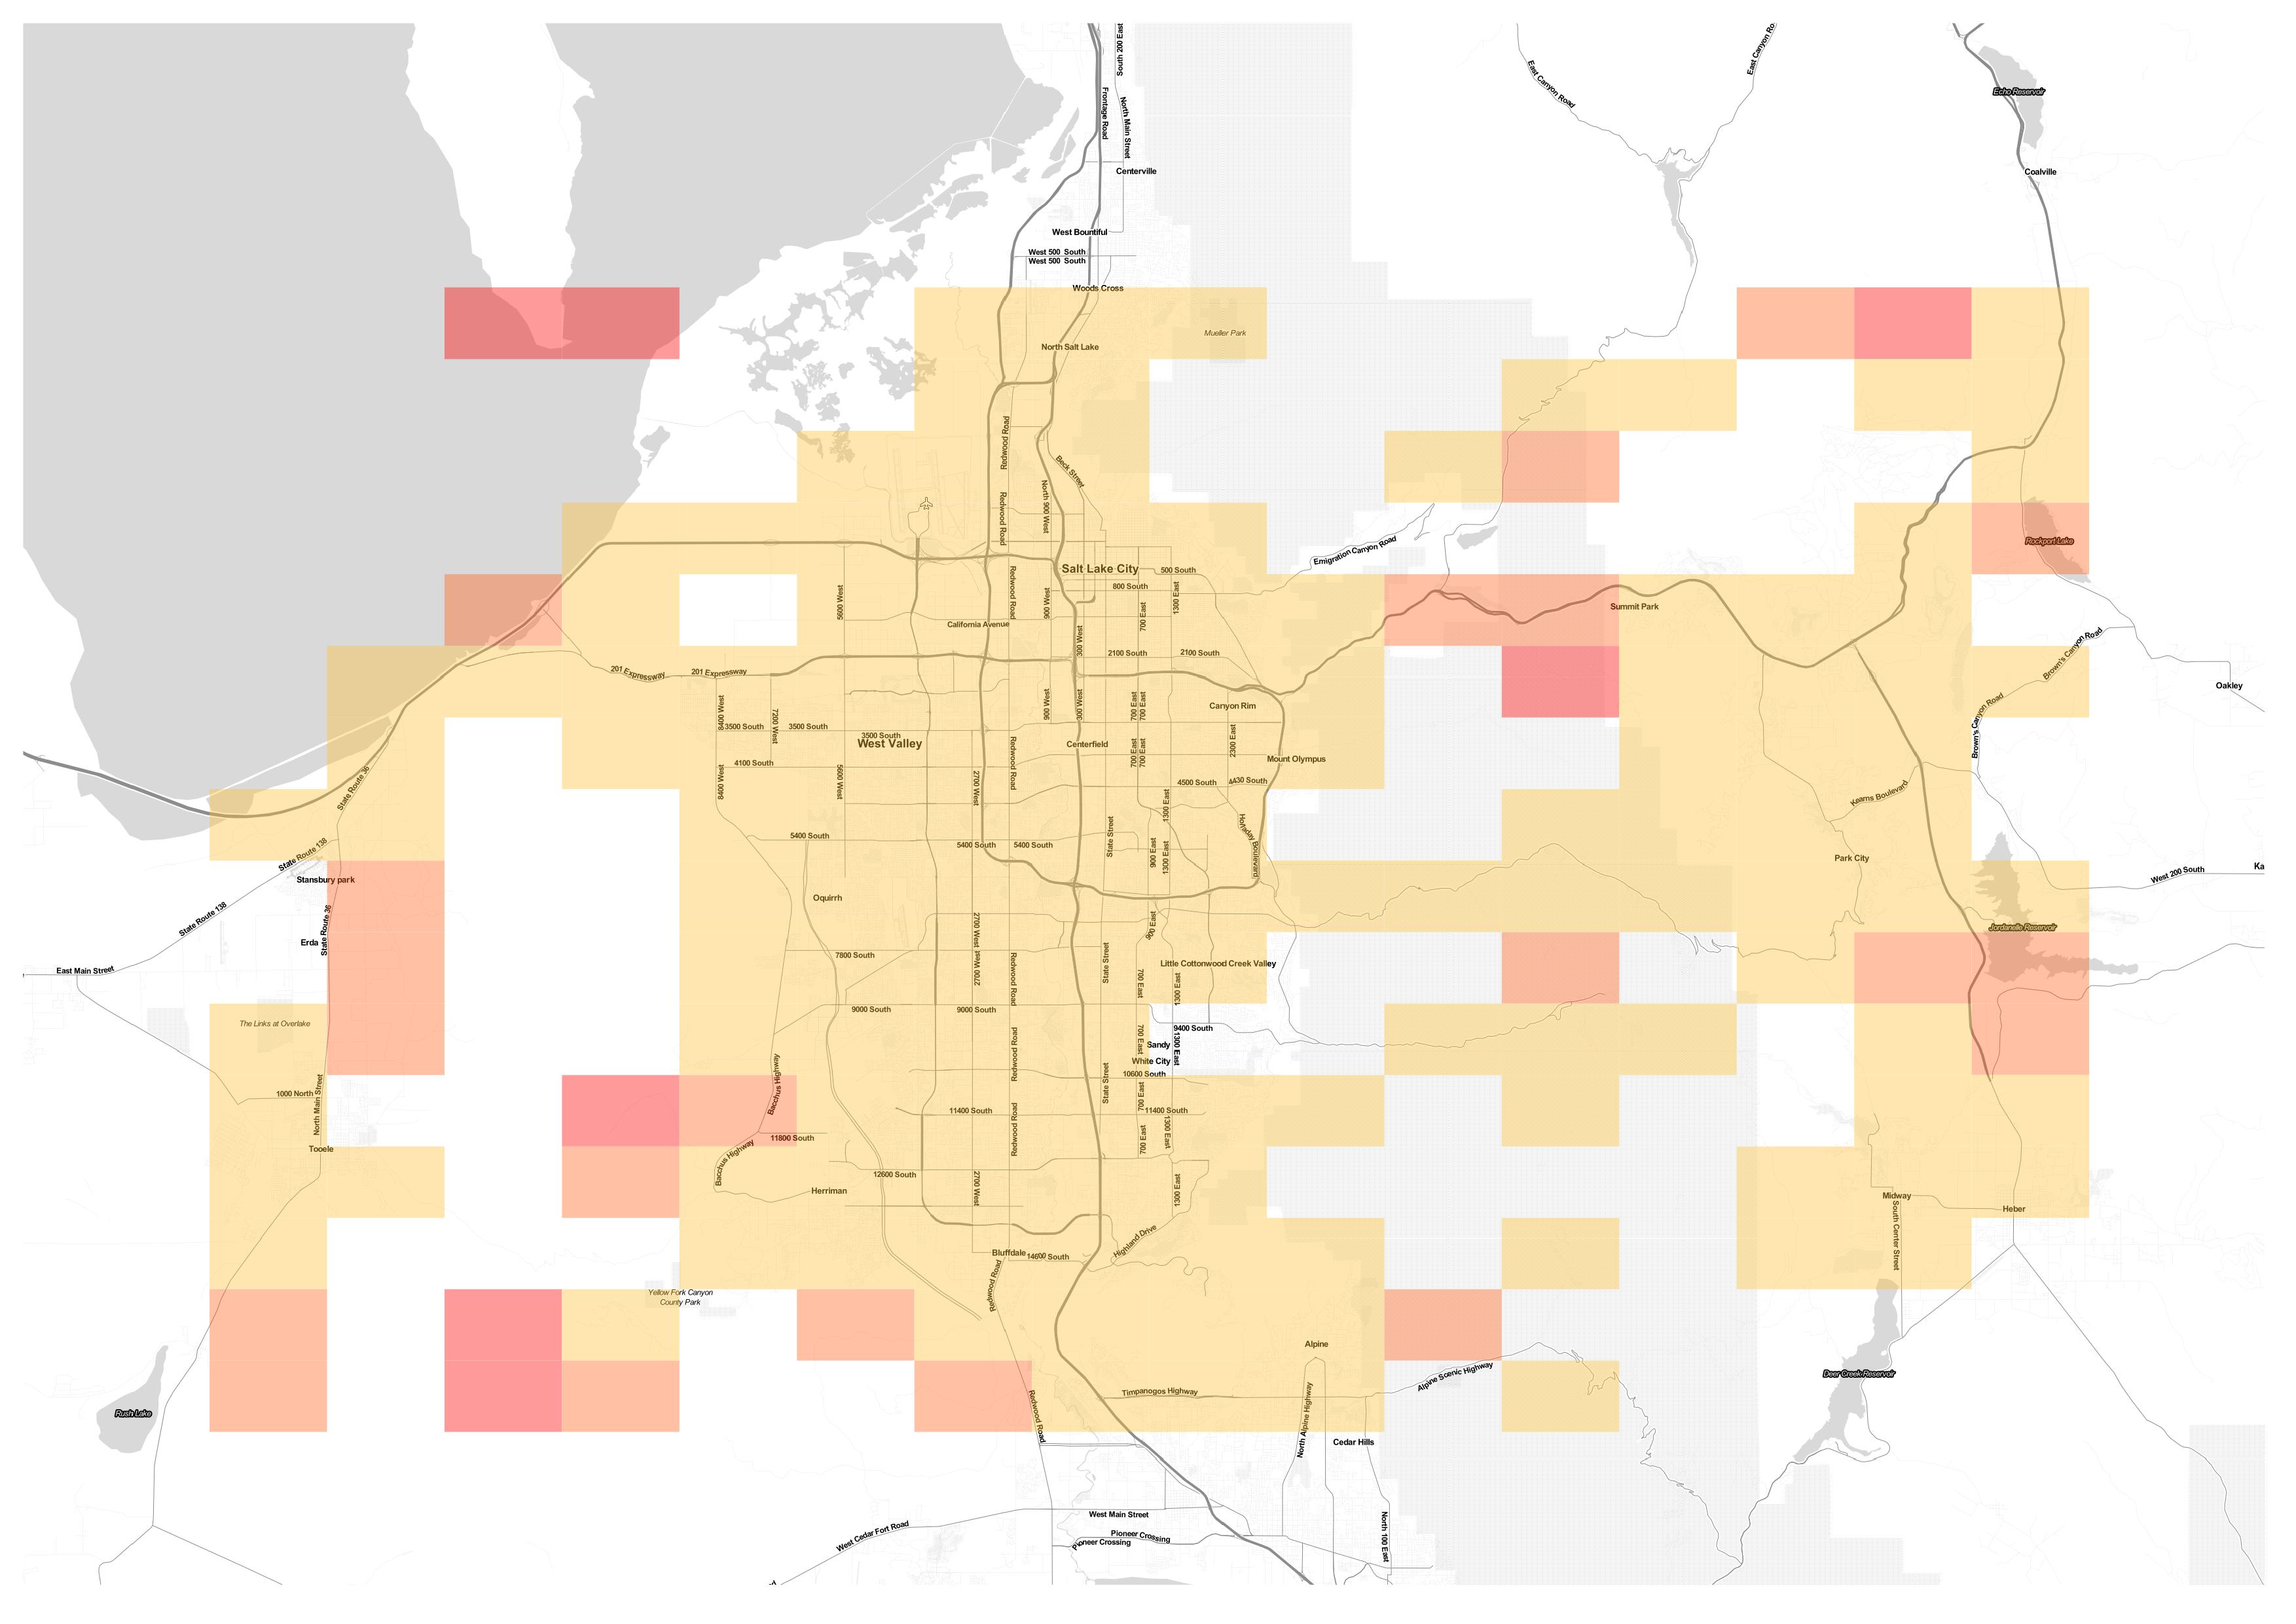 South 200 East
East Canyon Ro
East Canyon Road
Frontage Road
North Main Street
Echo Reservoir
Centerville
Coalville
West Bountiful
West 500 South
West 500 South
Woods Cross
Mueller Park
North Salt Lake
Redwood Road
Beck Street
North 900 West
Redwood Road
Emigration Canyon Road
Rockport Lake
Salt Lake City
500 South
800 South
5600 West
Redwood Road
900 West
700 East
1300 East
Summit Park
California Avenue
300 West
2100 South
2100 South
Brown's Canyon Road
201 Expressway
201 Expressway
Oakley
8400 West
7200 West
900 West
300 West
700 East
700 East
Canyon Rim
Brown's Canyon Road
3500 South
3500 South
3500 South
West Valley
Centerfield
Redwood Road
700 East
700 East
2300 East
Mount Olympus
4100 South
State Route 36
8400 West
5600 West
2700 West
4500 South
4430 South
Kearns Boulevard
1300 East
5400 South
5400 South
5400 South
State Street
900 East
1300 East
Holladay Boulevard
State Route 138
Park City
Stansbury park
West 200 South
Ka
Oquirrh
State Route 138
State Route 36
Erda
2700 West
900 East
Jordanelle Reservoir
7800 South
2700 West
Redwood Road
State Street
Little Cottonwood Creek Valley
East Main Street
700 East
1300 East
9000 South
9000 South
The Links at Overlake
9400 South
Redwood Road
700 East
1300 East
Sandy
White City
10600 South
Bacchus Highway
State Street
1000 North
North Main Street
11400 South
700 East
11400 South
11800 South
Redwood Road
700 East
1300 East
Tooele
Bacchus Highway
12600 South
2700 West
1300 East
Herriman
Midway
Heber
South Center Street
Highland Drive
Bluffdale
14600 South
Redwood Road
Yellow Fork Canyon
County Park
Alpine
Alpine Scenic Highway
Deer Creek Reservoir
Timpanogos Highway
Redwood Road
North Alpine Highway
Rush Lake
Cedar Hills
West Main Street
West Cedar Fort Road
Pioneer Crossing
Pioneer Crossing
North 100 East